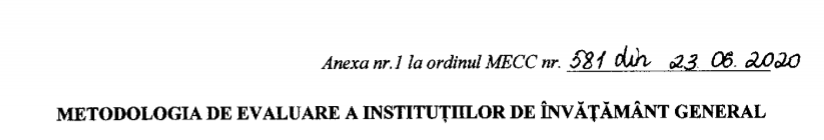 Anexa nr.1 la ordinul MECC nr. 581 din 23. 06. 2020
METODOLOGIA DE EVALUARE A INSTITUȚIILOR DE ÎNVĂȚĂMÂNT GENERAL